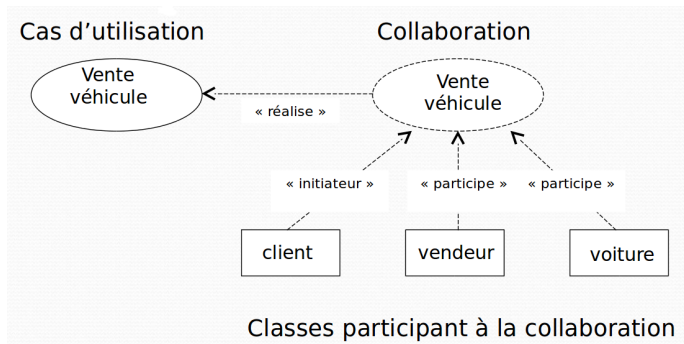 Cas d’utilisation
Collaboration
Vente
véhicule
Vente
véhicule
« réalise »
« initiateur »
« participe »
« participe »
client
vendeur
voiture
Classes participant à la collaboration